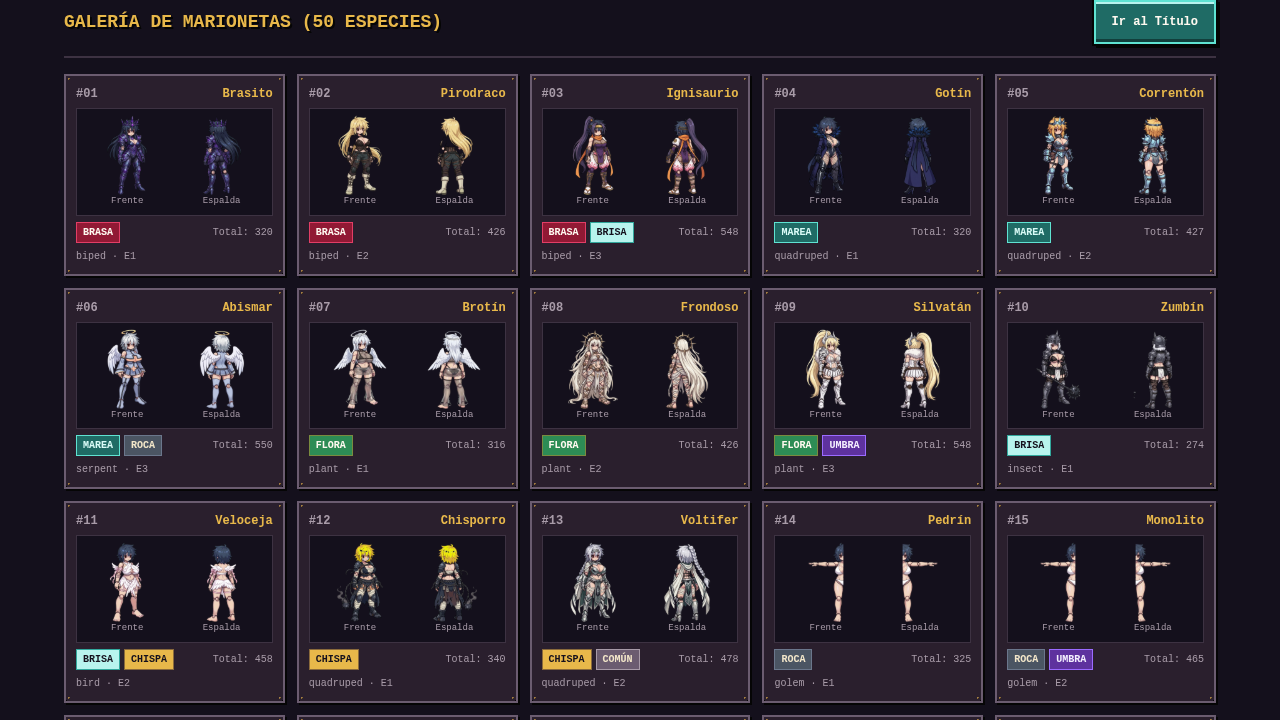 GALERÍA DE MARIONETAS (50 ESPECIES)
Ir al Título
#01 Brasito
Frente Espalda
BRASA Total: 320
biped · E1
#02 Pirodraco
Frente Espalda
BRASA Total: 426
biped · E2
#03 Ignisaurio
Frente Espalda
BRASA BRISA Total: 548
biped · E3
#04 Gotín
Frente Espalda
MAREA Total: 320
quadruped · E1
#05 Correntón
Frente Espalda
MAREA Total: 427
quadruped · E2
#06 Abismar
Frente Espalda
MAREA ROCA Total: 550
serpent · E3
#07 Brotín
Frente Espalda
FLORA Total: 316
plant · E1
#08 Frondoso
Frente Espalda
FLORA Total: 426
plant · E2
#09 Silvatán
Frente Espalda
FLORA UMBRA Total: 548
plant · E3
#10 Zumbín
Frente Espalda
BRISA Total: 274
insect · E1
#11 Veloceja
Frente Espalda
BRISA CHISPA Total: 458
bird · E2
#12 Chisporro
Frente Espalda
CHISPA Total: 340
quadruped · E1
#13 Voltifer
Frente Espalda
CHISPA COMÚN Total: 478
quadruped · E2
#14 Pedrín
Frente Espalda
ROCA Total: 325
golem · E1
#15 Monolito
Frente Espalda
ROCA UMBRA Total: 465
golem · E2